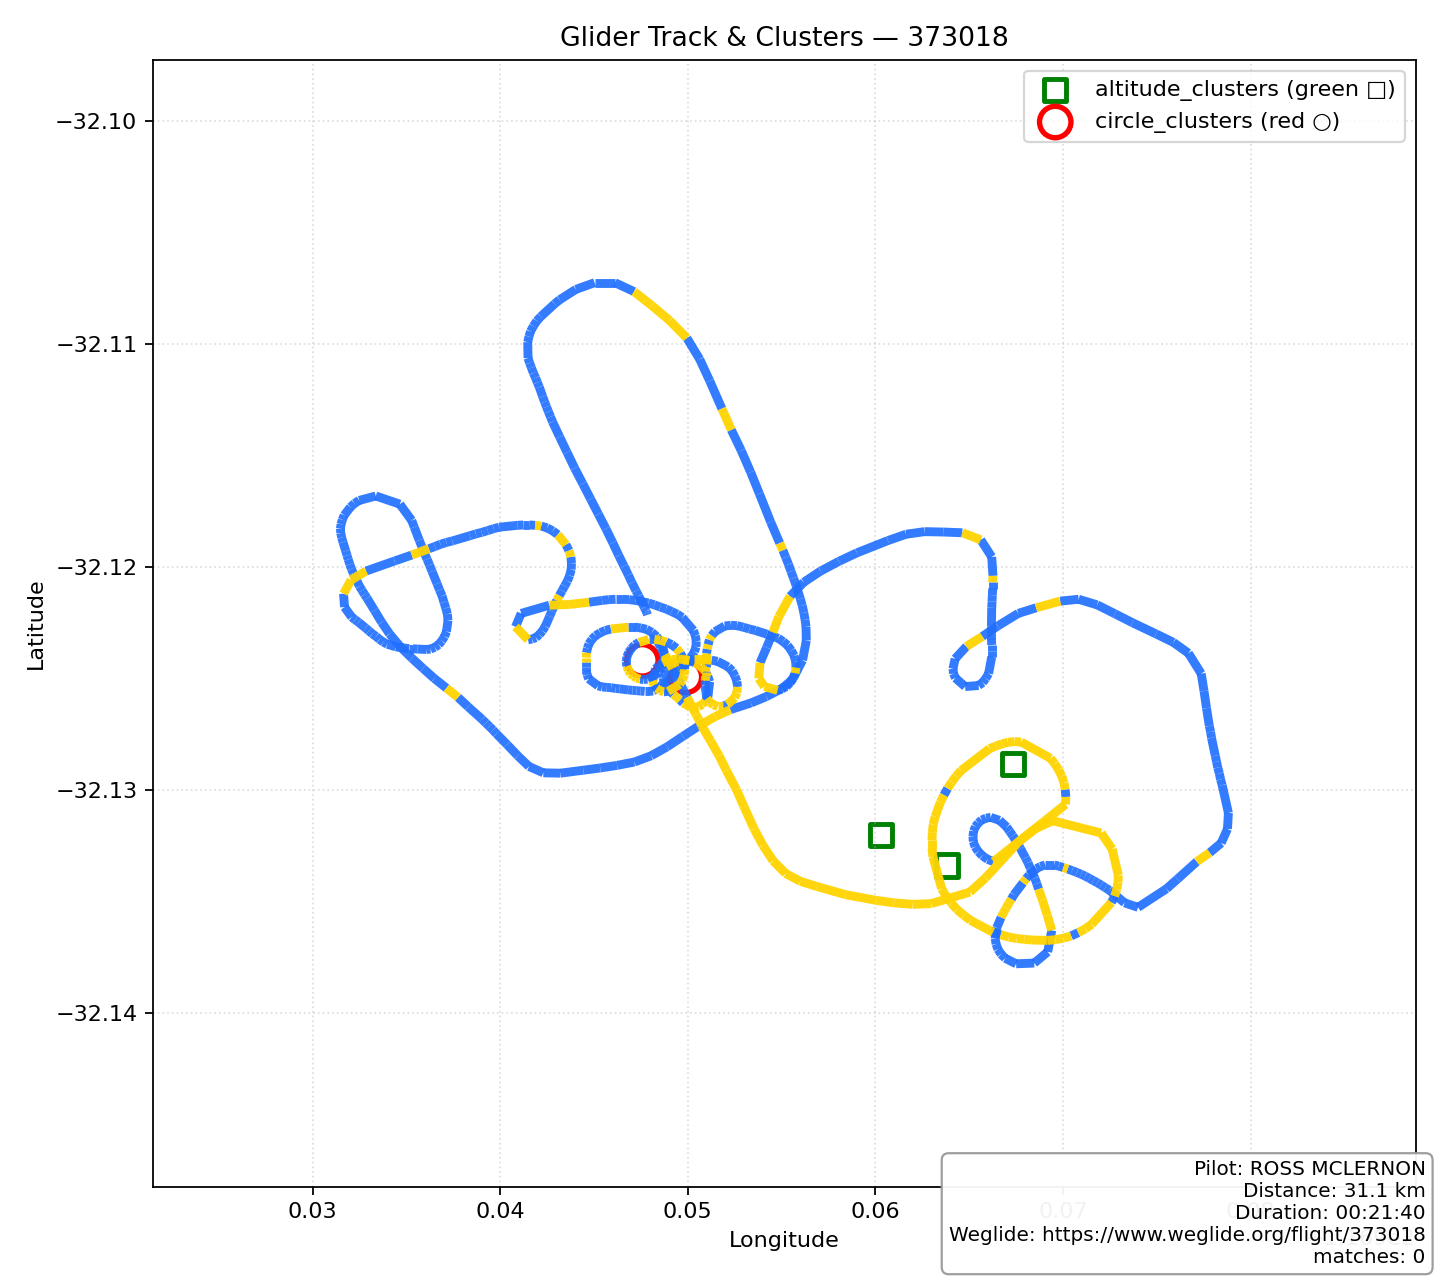 Glider Track & Clusters — 373018
altitude_clusters (green □)
circle_clusters (red ○)
Latitude
−32.10
−32.11
−32.12
−32.13
−32.14
0.03
0.04
0.05
0.06
0.07
Longitude
Pilot: ROSS MCLERNON
Distance: 31.1 km
Duration: 00:21:40
Weglide: https://www.weglide.org/flight/373018
matches: 0